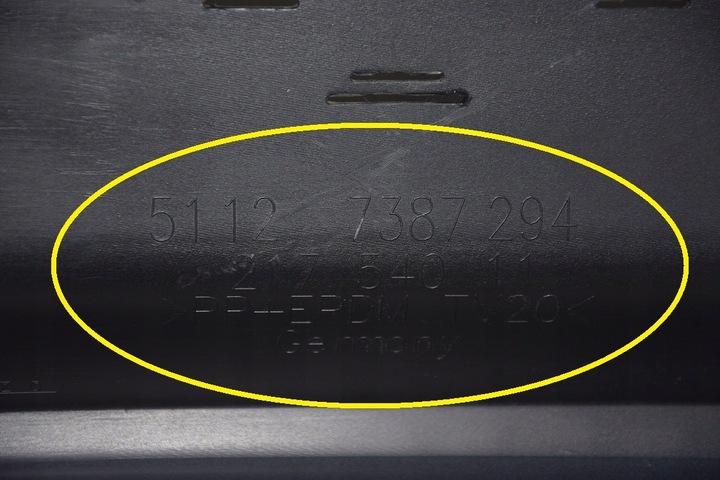 5112 7387 294
217 540 11
>PP+EPDM TV20<
Germany